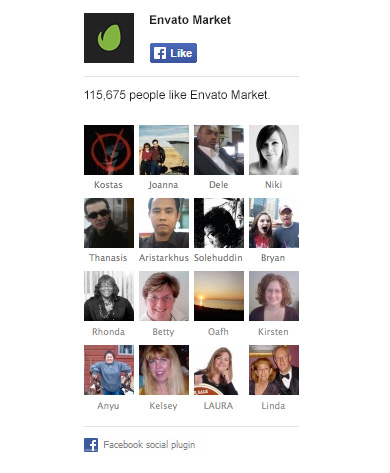 Envato Market
Like
115,675 people like Envato Market.
Kostas Joanna Dele Niki
Thanasis Aristarkhus Solehuddin Bryan
Rhonda Betty Oafh Kirsten
Anyu Kelsey LAURA Linda
Facebook social plugin